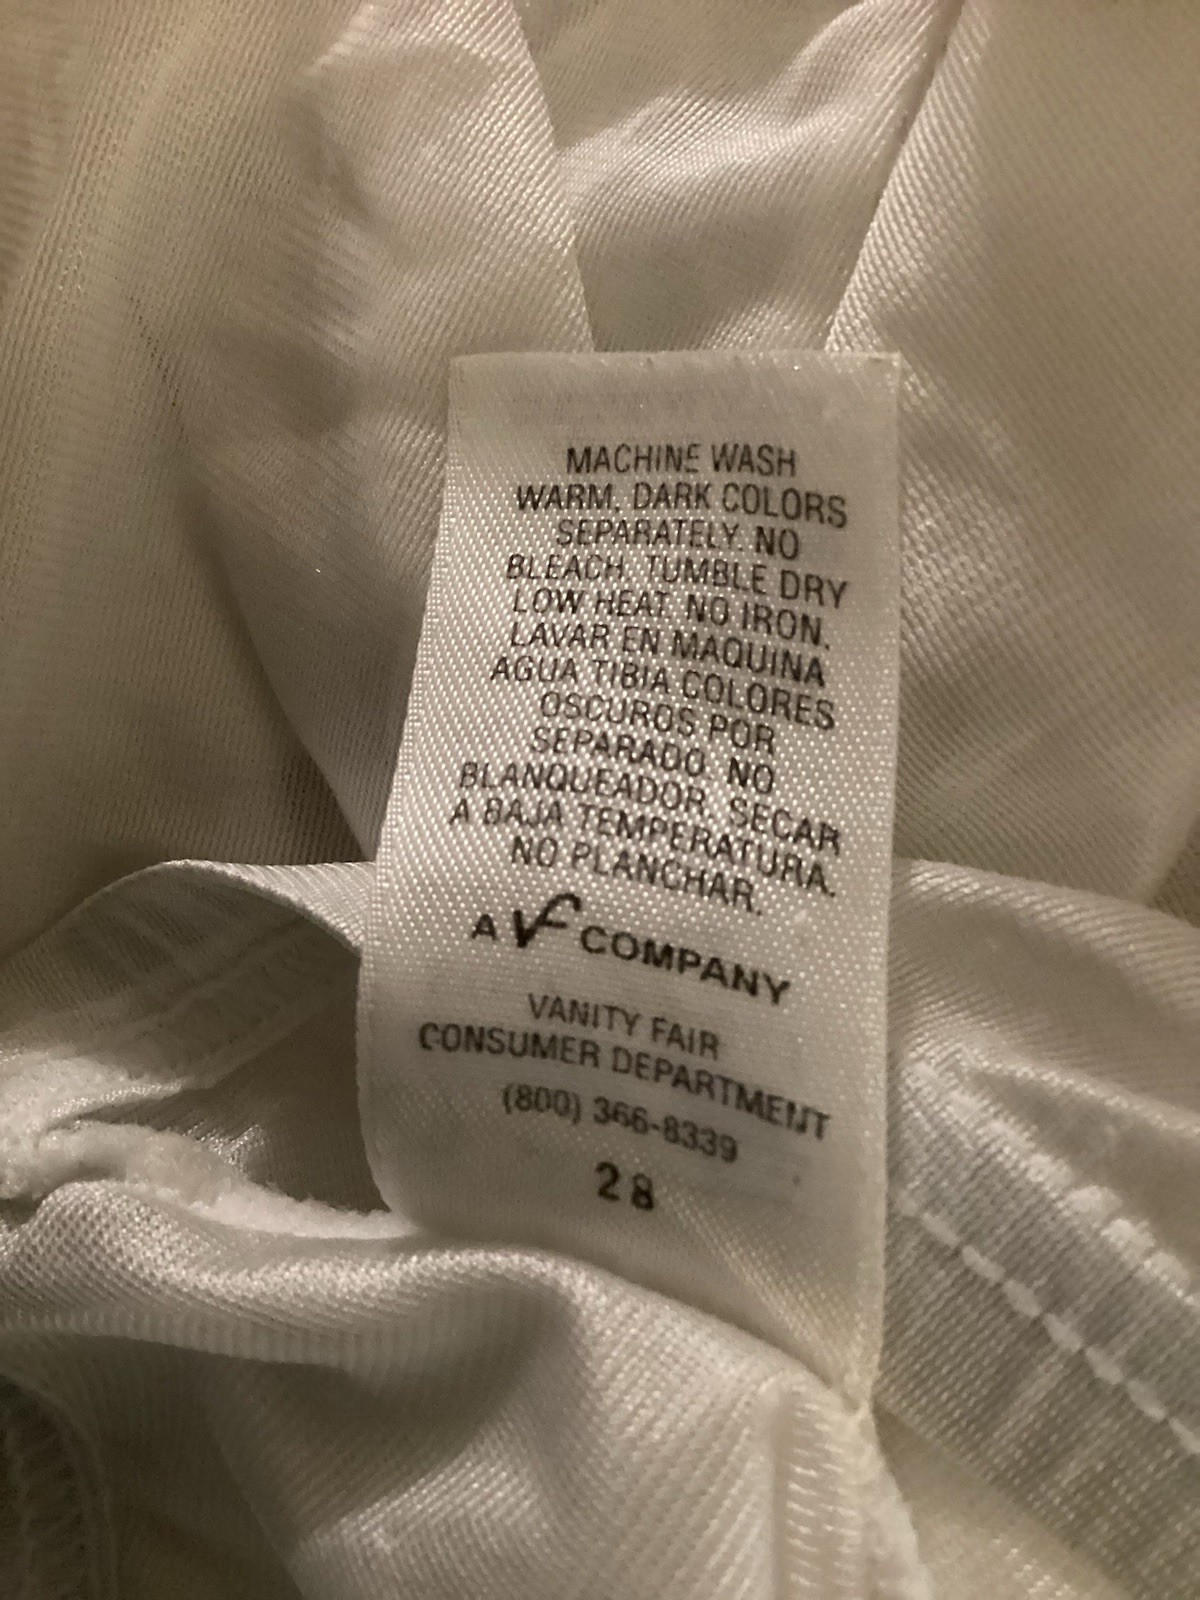 MACHINE WASH
WARM, DARK COLORS
SEPARATELY. NO
BLEACH. TUMBLE DRY
LOW HEAT. NO IRON.
LAVAR EN MAQUINA
AGUA TIBIA COLORES
OSCUROS POR
SEPARADO. NO
BLANQUEADOR. SECAR
A BAJA TEMPERATURA.
NO PLANCHAR.
A VF COMPANY
VANITY FAIR
CONSUMER DEPARTMENT
(800) 366-8339
28